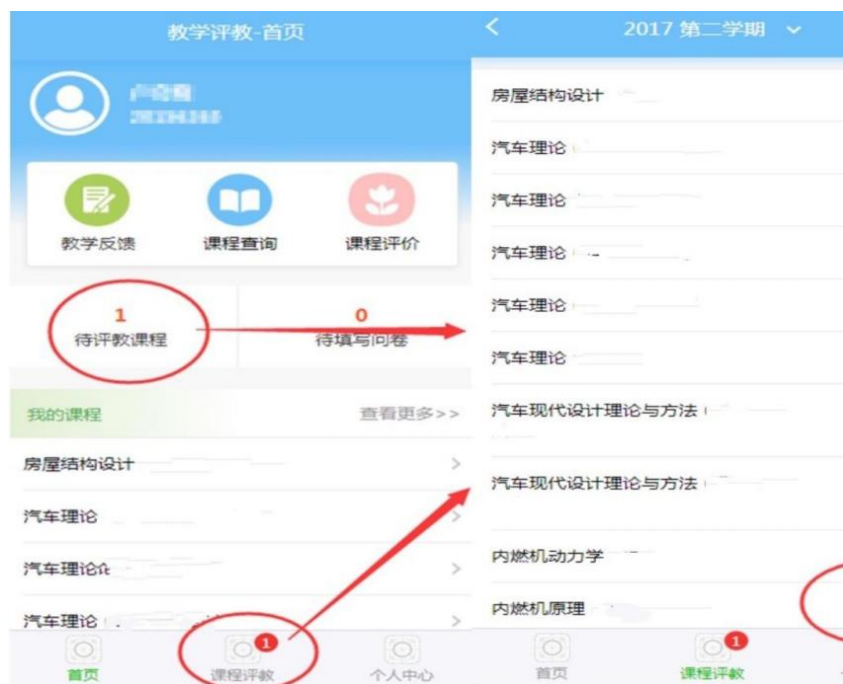 教学评教-首页
教学反馈
课程查询
课程评价
1
待评教课程
0
待填写问卷
我的课程
查看更多>>
房屋结构设计
汽车理论
汽车理论
汽车理论
首页
1
课程评教
个人中心
2017 第二学期
房屋结构设计
汽车理论
汽车理论
汽车理论
汽车理论
汽车理论
汽车现代设计理论与方法
汽车现代设计理论与方法
内燃机动力学
内燃机原理
首页
1
课程评教